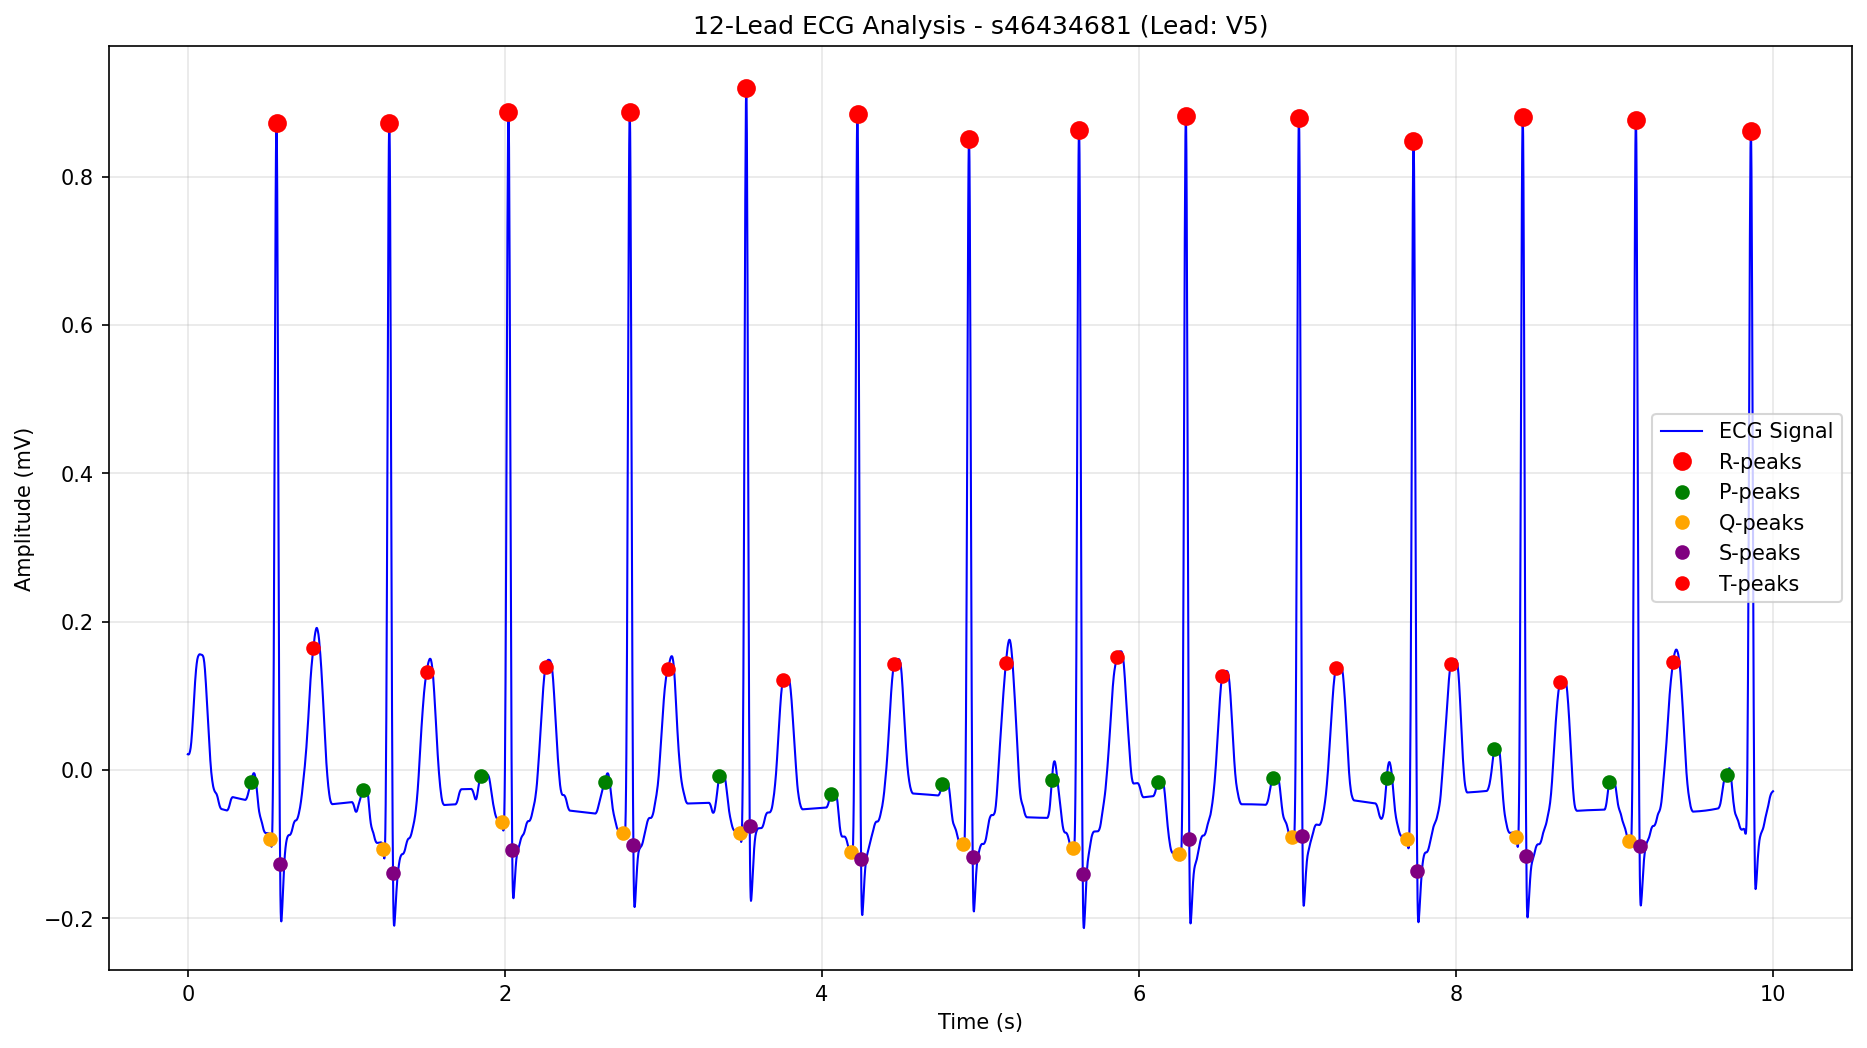 12-Lead ECG Analysis - s46434681 (Lead: V5)
Amplitude (mV)
0.8
0.6
0.4
0.2
0.0
−0.2
ECG Signal
R-peaks
P-peaks
Q-peaks
S-peaks
T-peaks
0 2 4 6 8 10
Time (s)